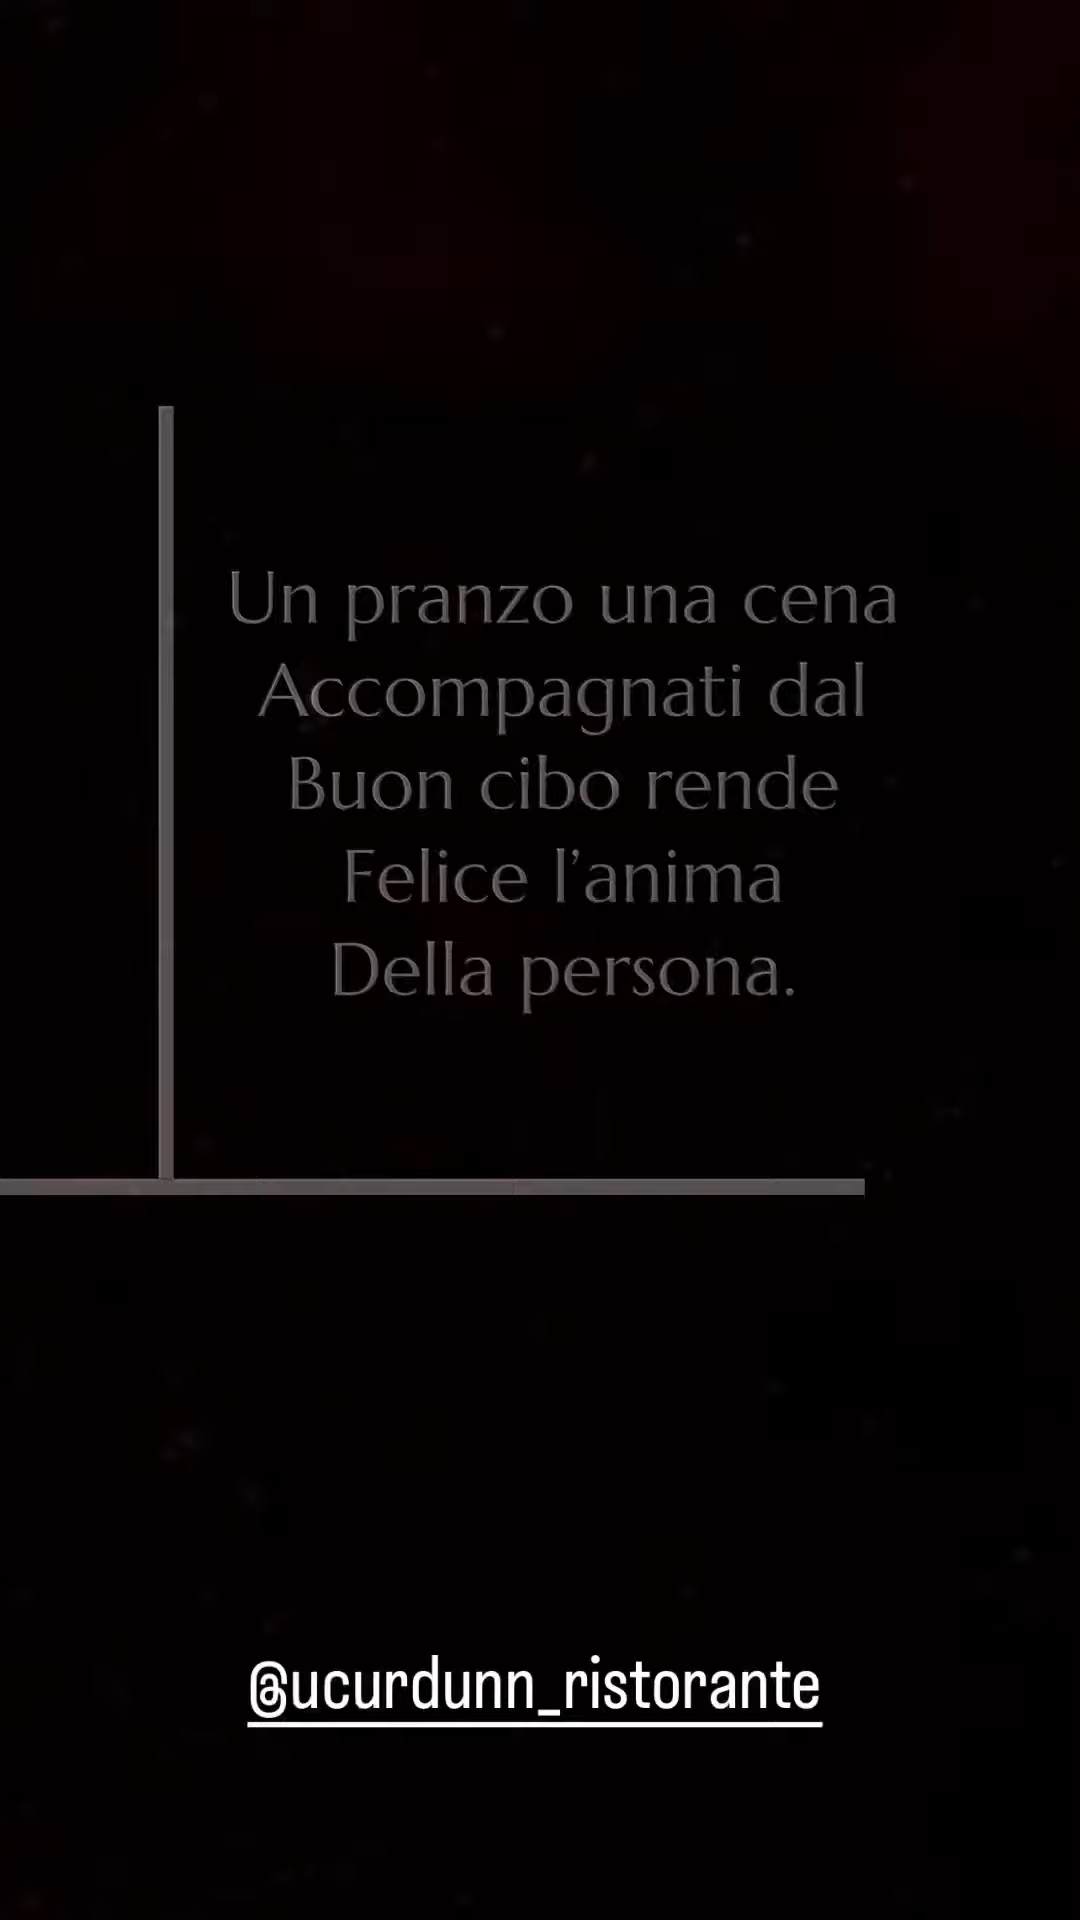 Un pranzo una cena
Accompagnati dal
Buon cibo rende
Felice l’anima
Della persona.
@ucurdunn_ristorante